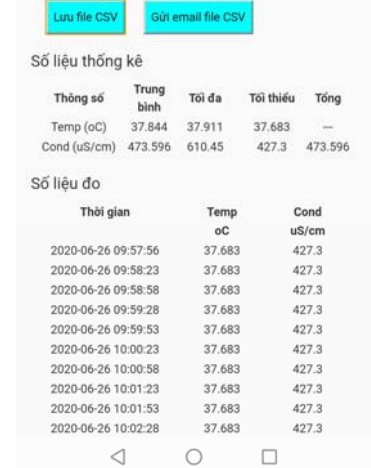 Lưu file CSV Gửi email file CSV
Số liệu thống kê
Thông số Trung bình Tối đa Tối thiểu Tổng
Temp (oC) 37.844 37.911 37.683 ---
Cond (uS/cm) 473.596 610.45 427.3 473.596
Số liệu đo
Thời gian Temp Cond
oC uS/cm
2020-06-26 09:57:56 37.683 427.3
2020-06-26 09:58:23 37.683 427.3
2020-06-26 09:58:58 37.683 427.3
2020-06-26 09:59:28 37.683 427.3
2020-06-26 09:59:53 37.683 427.3
2020-06-26 10:00:23 37.683 427.3
2020-06-26 10:00:58 37.683 427.3
2020-06-26 10:01:23 37.683 427.3
2020-06-26 10:01:53 37.683 427.3
2020-06-26 10:02:28 37.683 427.3